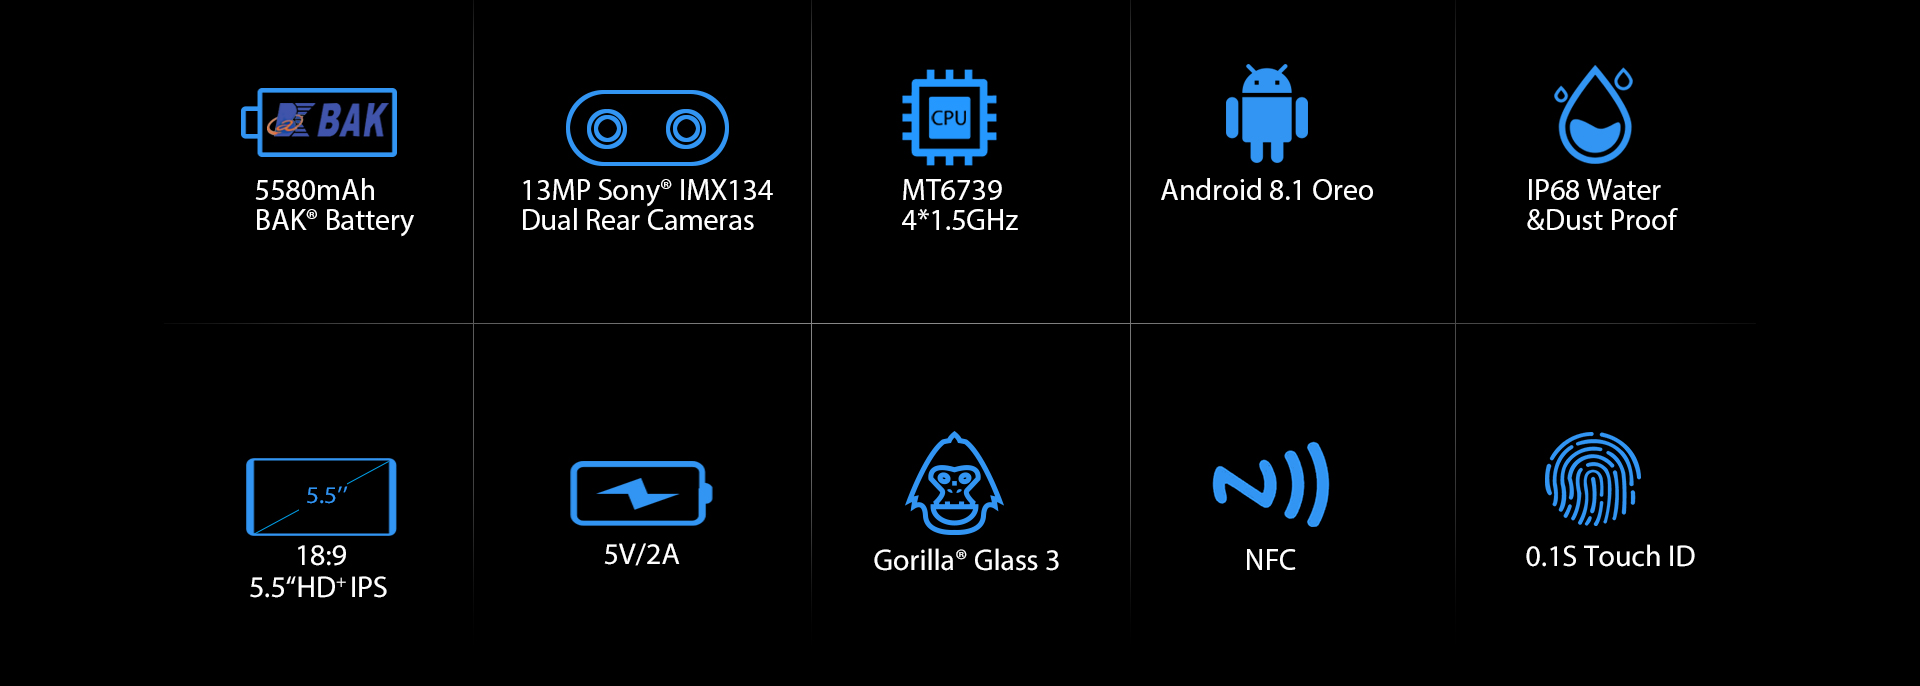 BAK
5580mAh
BAK® Battery
13MP Sony® IMX134
Dual Rear Cameras
CPU
MT6739
4*1.5GHz
Android 8.1 Oreo
IP68 Water
&Dust Proof
5.5’’
18:9
5.5“HD⁺ IPS
5V/2A
Gorilla® Glass 3
NFC
0.1S Touch ID